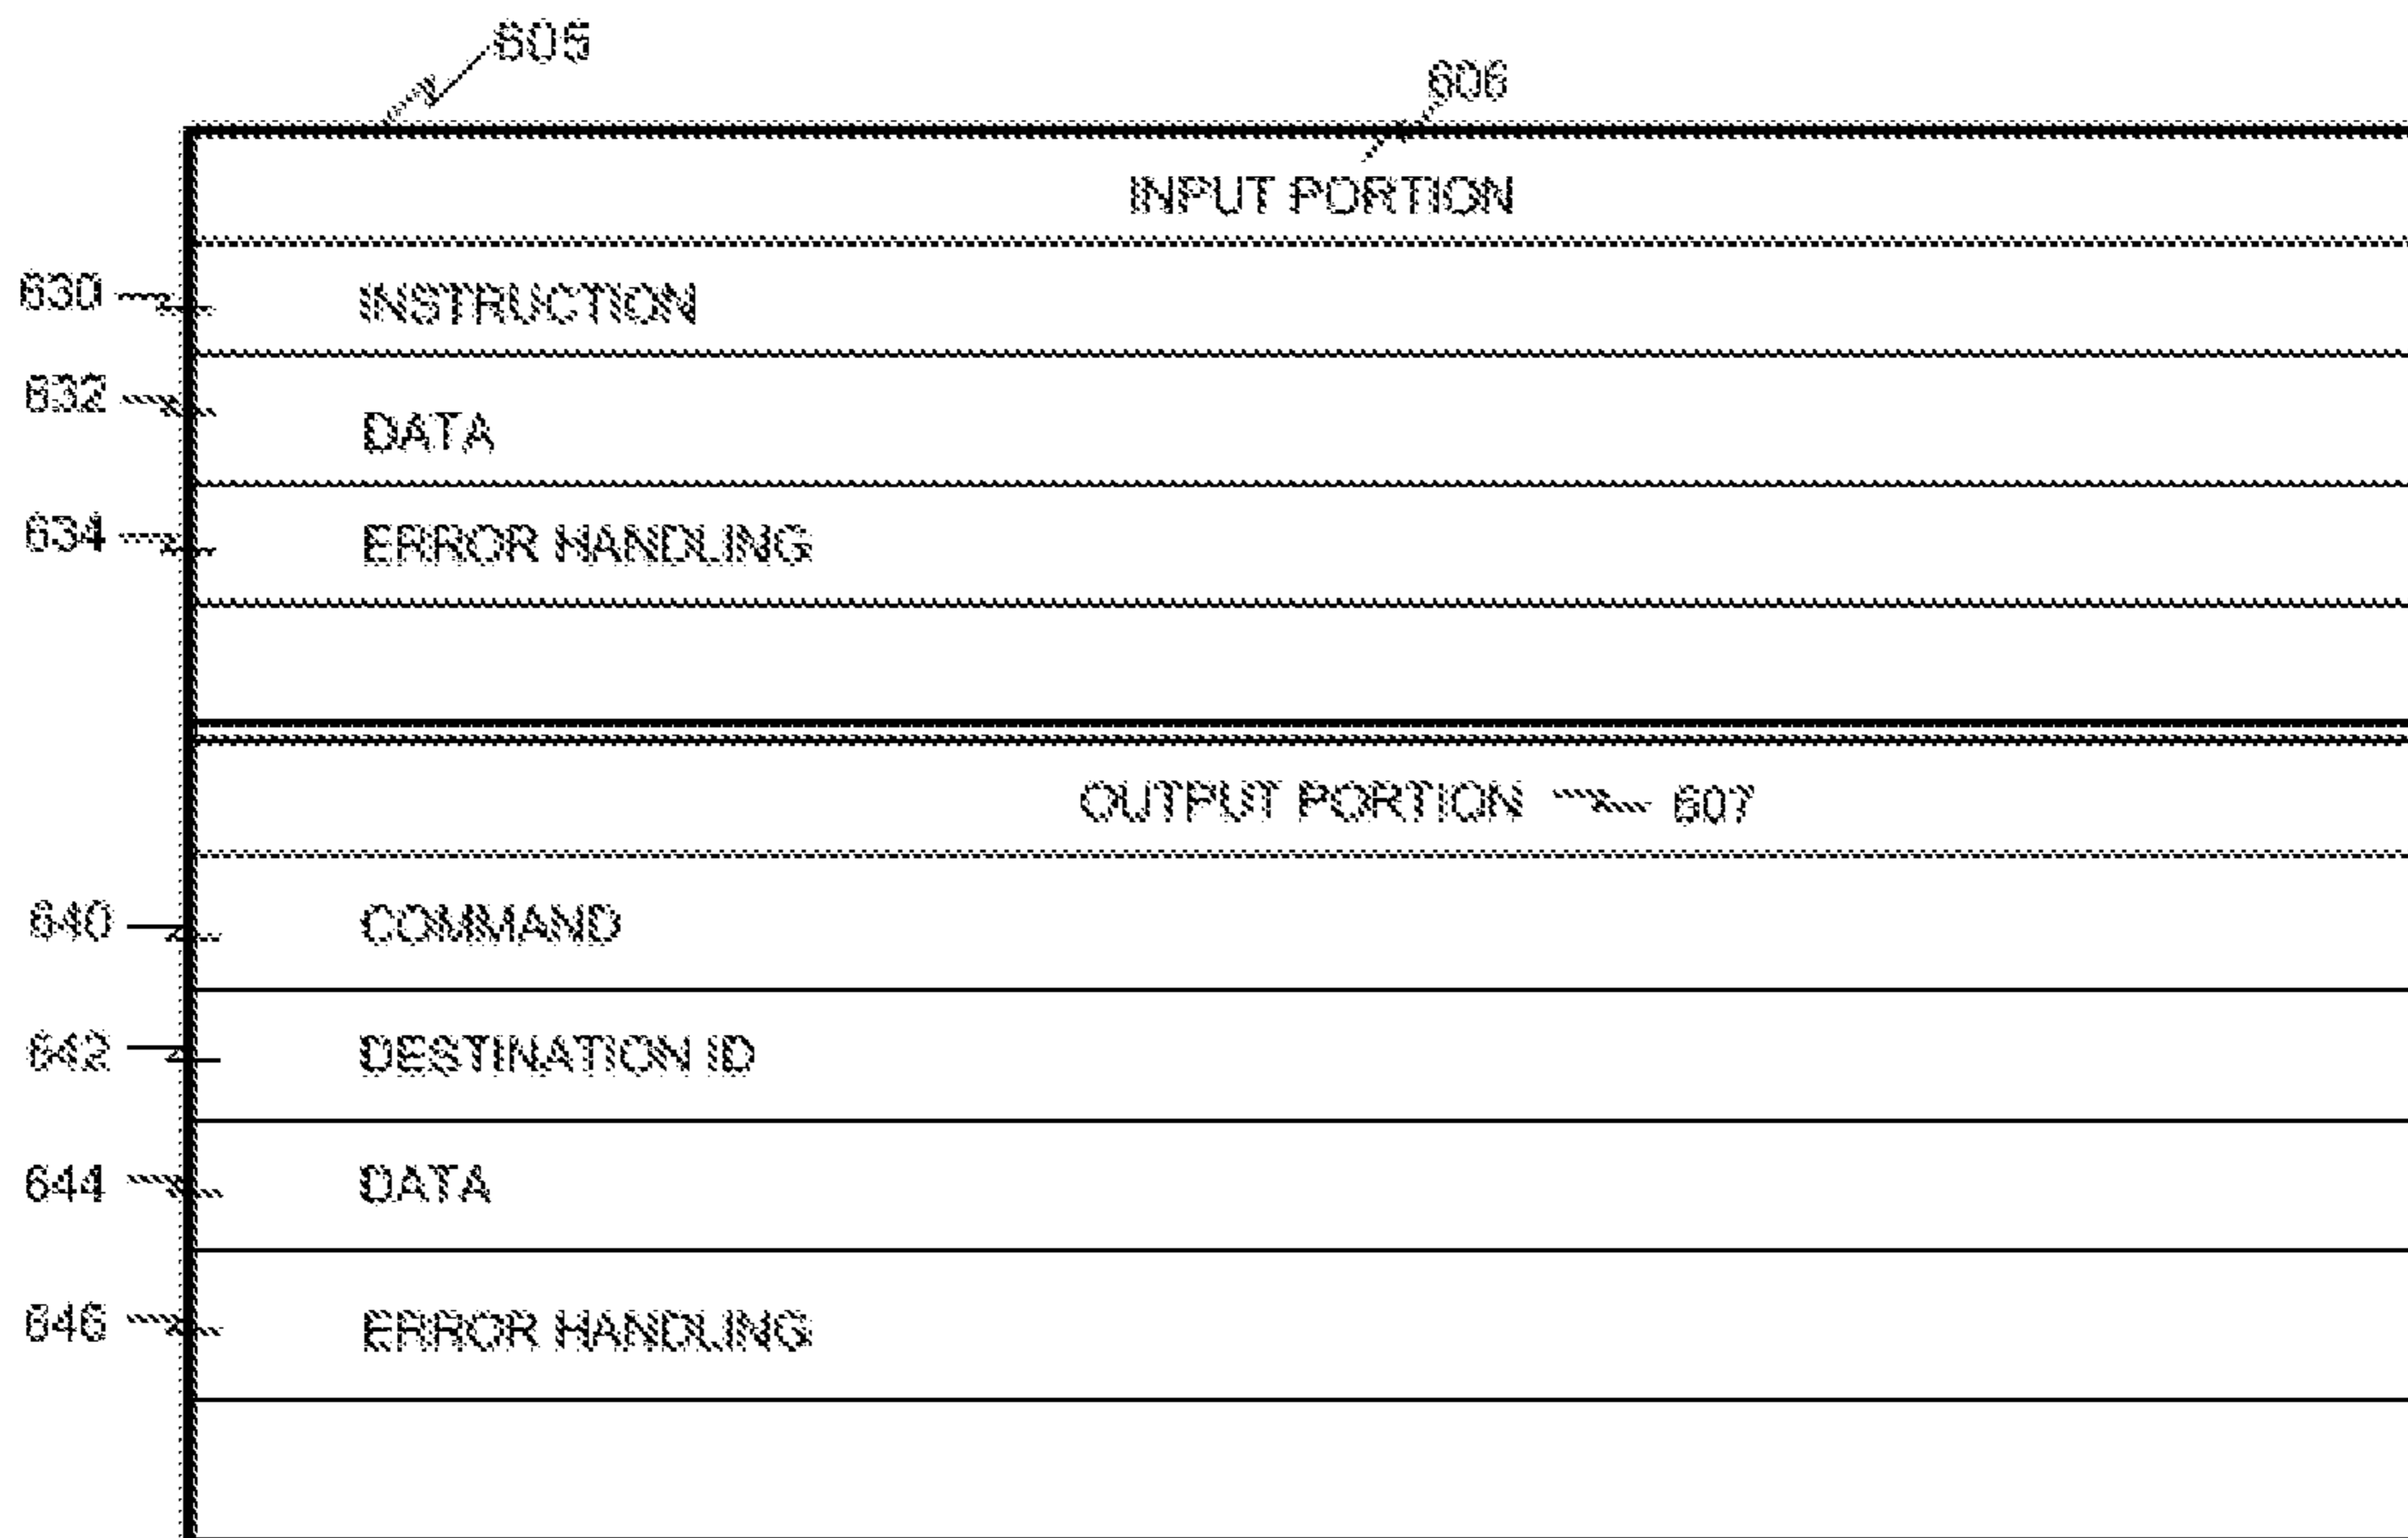 605
606
INPUT PORTION
630 INSTRUCTION
632 DATA
634 ERROR HANDLING
OUTPUT PORTION 607
640 COMMAND
642 DESTINATION ID
644 DATA
646 ERROR HANDLING